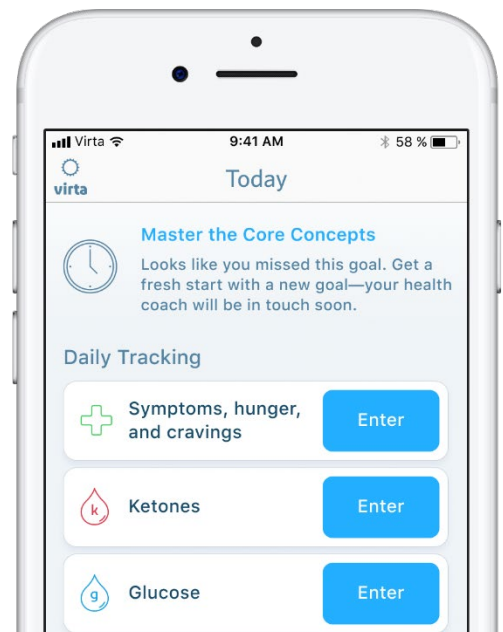 Virta 9:41 AM 58 %
virta
Today
Master the Core Concepts
Looks like you missed this goal. Get a
fresh start with a new goal—your health
coach will be in touch soon.
Daily Tracking
Symptoms, hunger,
and cravings
Enter
k
Ketones
Enter
g
Glucose
Enter